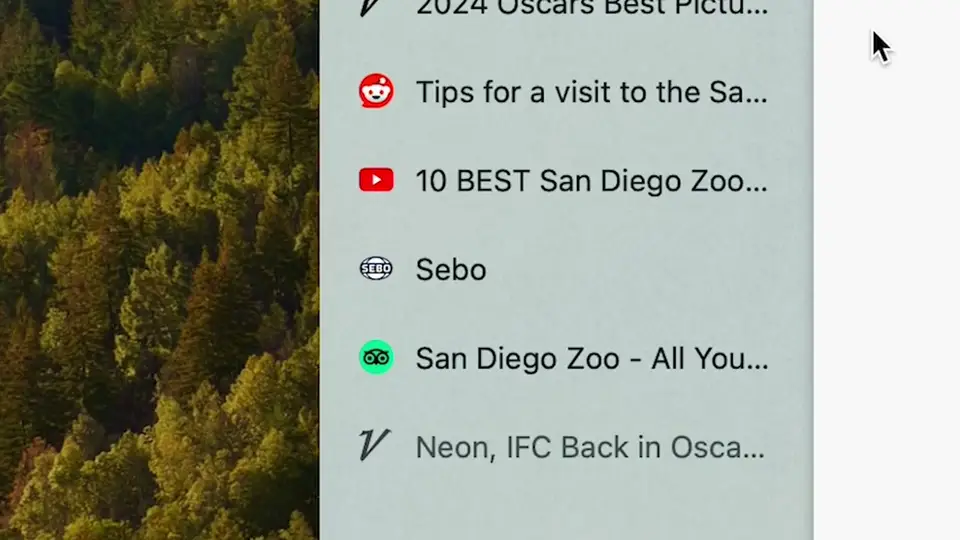 2024 Oscars Best Pictu...
Tips for a visit to the Sa...
10 BEST San Diego Zoo...
SEBO
Sebo
San Diego Zoo - All You...
Neon, IFC Back in Osca...